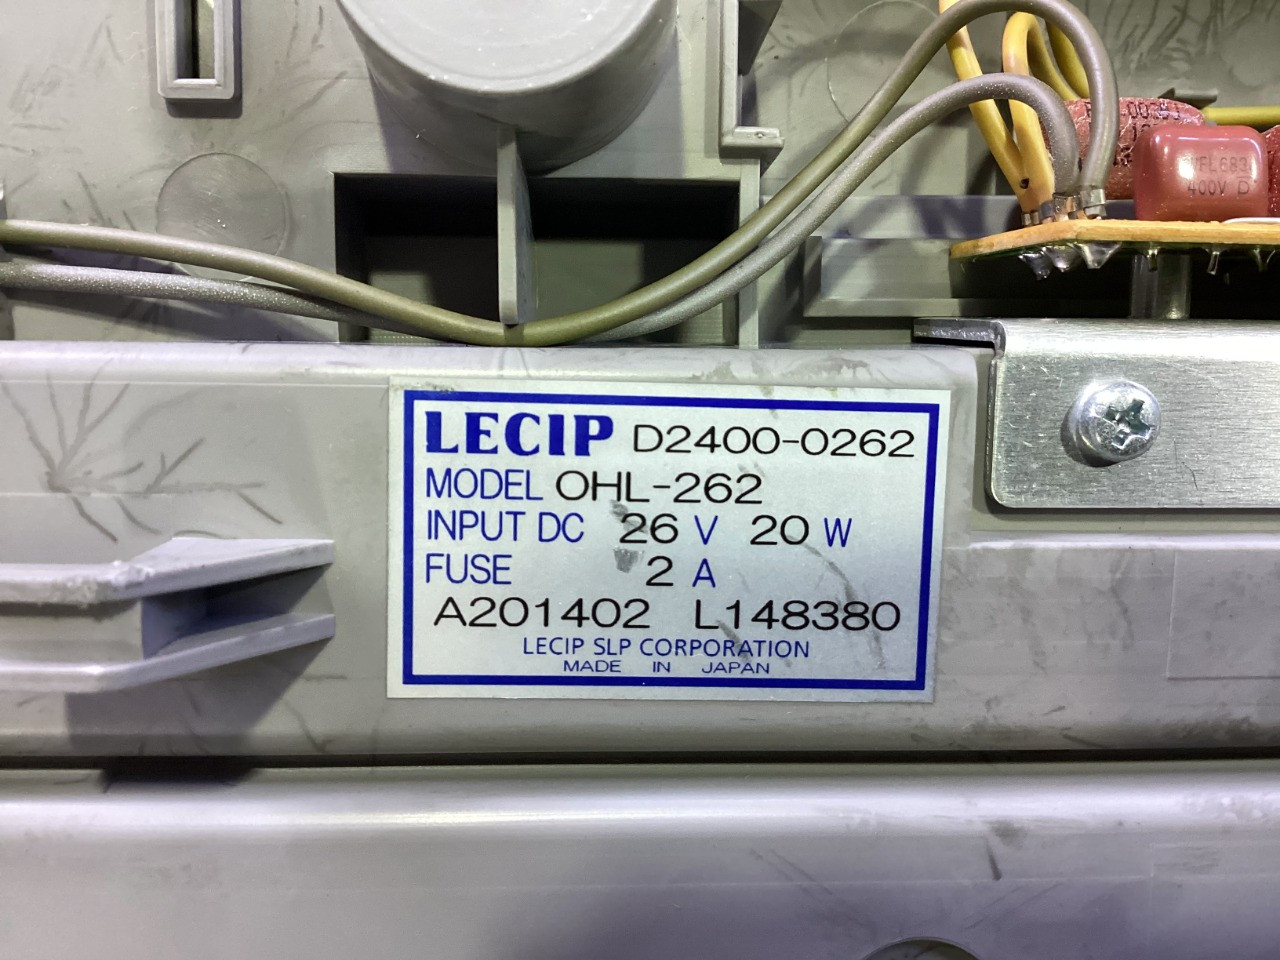 LECIP D2400-0262
MODEL OHL-262
INPUT DC 26 V 20 W
FUSE 2 A
A201402 L148380
LECIP SLP CORPORATION
MADE IN JAPAN
400V D